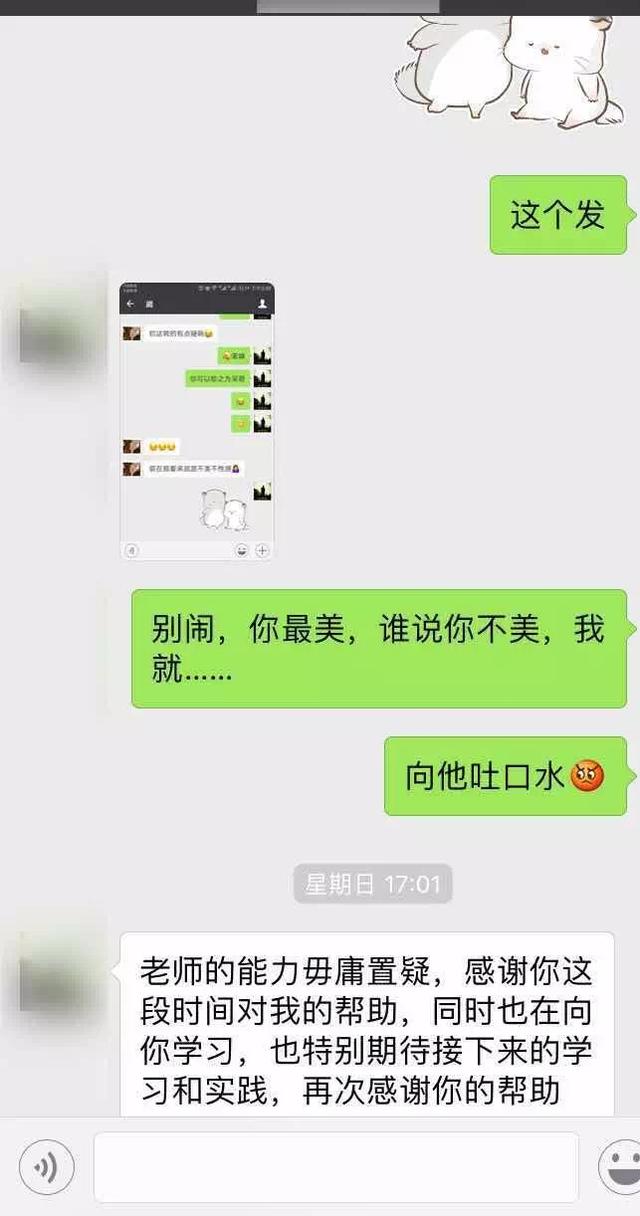 这个发
别闹，你最美，谁说你不美，我
就......
向他吐口水
星期日 17:01
老师的能力毋庸置疑，感谢你这
段时间对我的帮助，同时也在向
你学习，也特别期待接下来的学
习和实践，再次感谢你的帮助